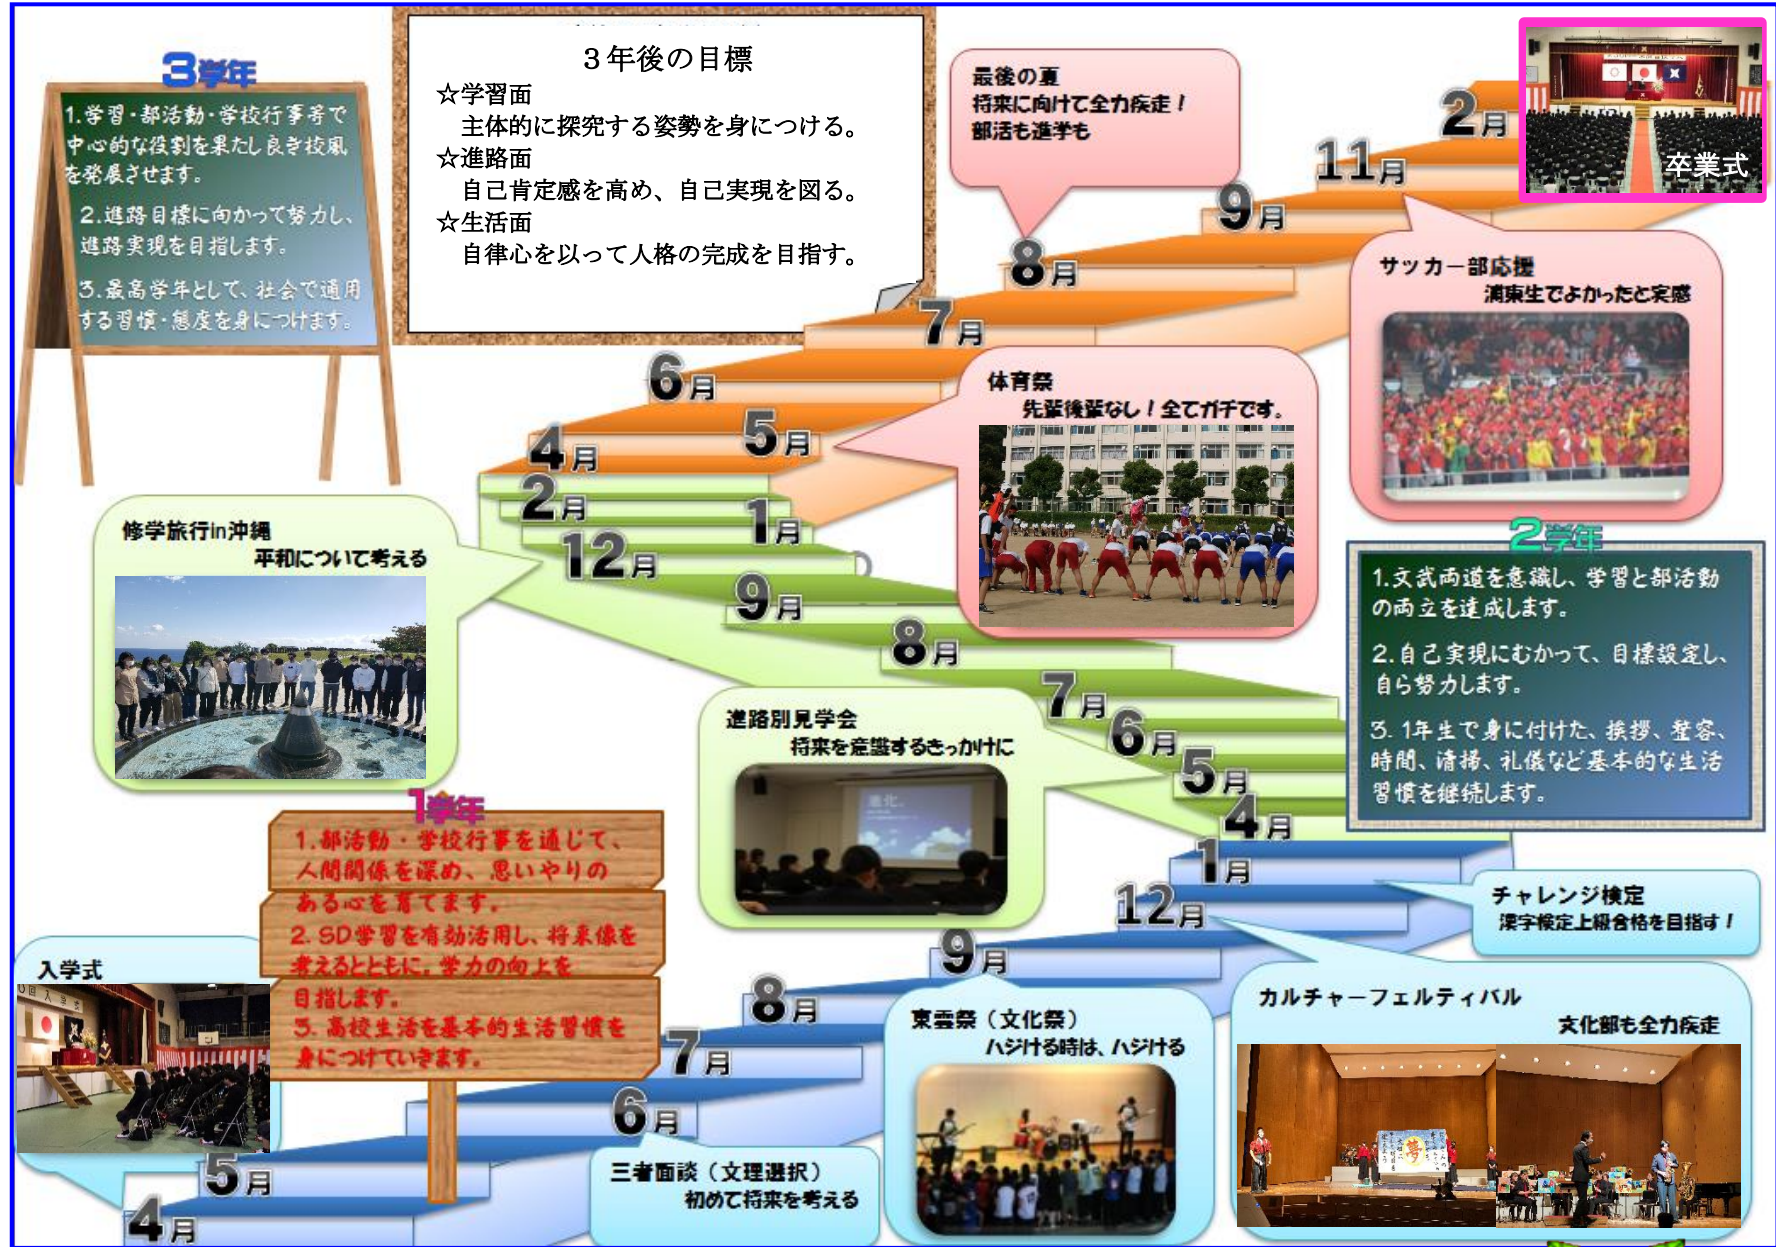 3学年
1.学習・部活動・学校行事等で
中心的な役割を果たし良き校風
を発展させます。
2.進路目標に向かって努力し、
進路実現を目指します。
3.最高学年として、社会で通用
する習慣・態度を身につけます。
３年後の目標
☆学習面
主体的に探究する姿勢を身につける。
☆進路面
自己肯定感を高め、自己実現を図る。
☆生活面
自律心を以って人格の完成を目指す。
最後の夏
将来に向けて全力疾走！
部活も進学も
卒業式
2月
11月
9月
8月
7月
6月
5月
4月
サッカー部応援
浦東生でよかったと実感
体育祭
先輩後輩なし！全てガチです。
2月
1月
12月
9月
8月
7月
6月
5月
4月
修学旅行in沖縄
平和について考える
2学年
1.文武両道を意識し、学習と部活動
の両立を達成します。
2.自己実現にむかって、目標設定し、
自ら努力します。
3. 1年生で身に付けた、挨拶、整容、
時間、清掃、礼儀など基本的な生活
習慣を継続します。
進路別見学会
将来を意識するきっかけに
進化。
1学年
1.部活動・学校行事を通じて、
人間関係を深め、思いやりの
ある心を育てます。
2. SD学習を有効活用し、将来像を
考えるとともに、学力の向上を
目指します。
3. 高校生活を基本的生活習慣を
身につけていきます。
1月
12月
9月
8月
7月
6月
5月
4月
チャレンジ検定
漢字検定上級合格を目指す！
カルチャーフェルティバル
文化部も全力疾走
夢
東雲祭（文化祭）
ハジける時は、ハジける
三者面談（文理選択）
初めて将来を考える
入学式
回入学式